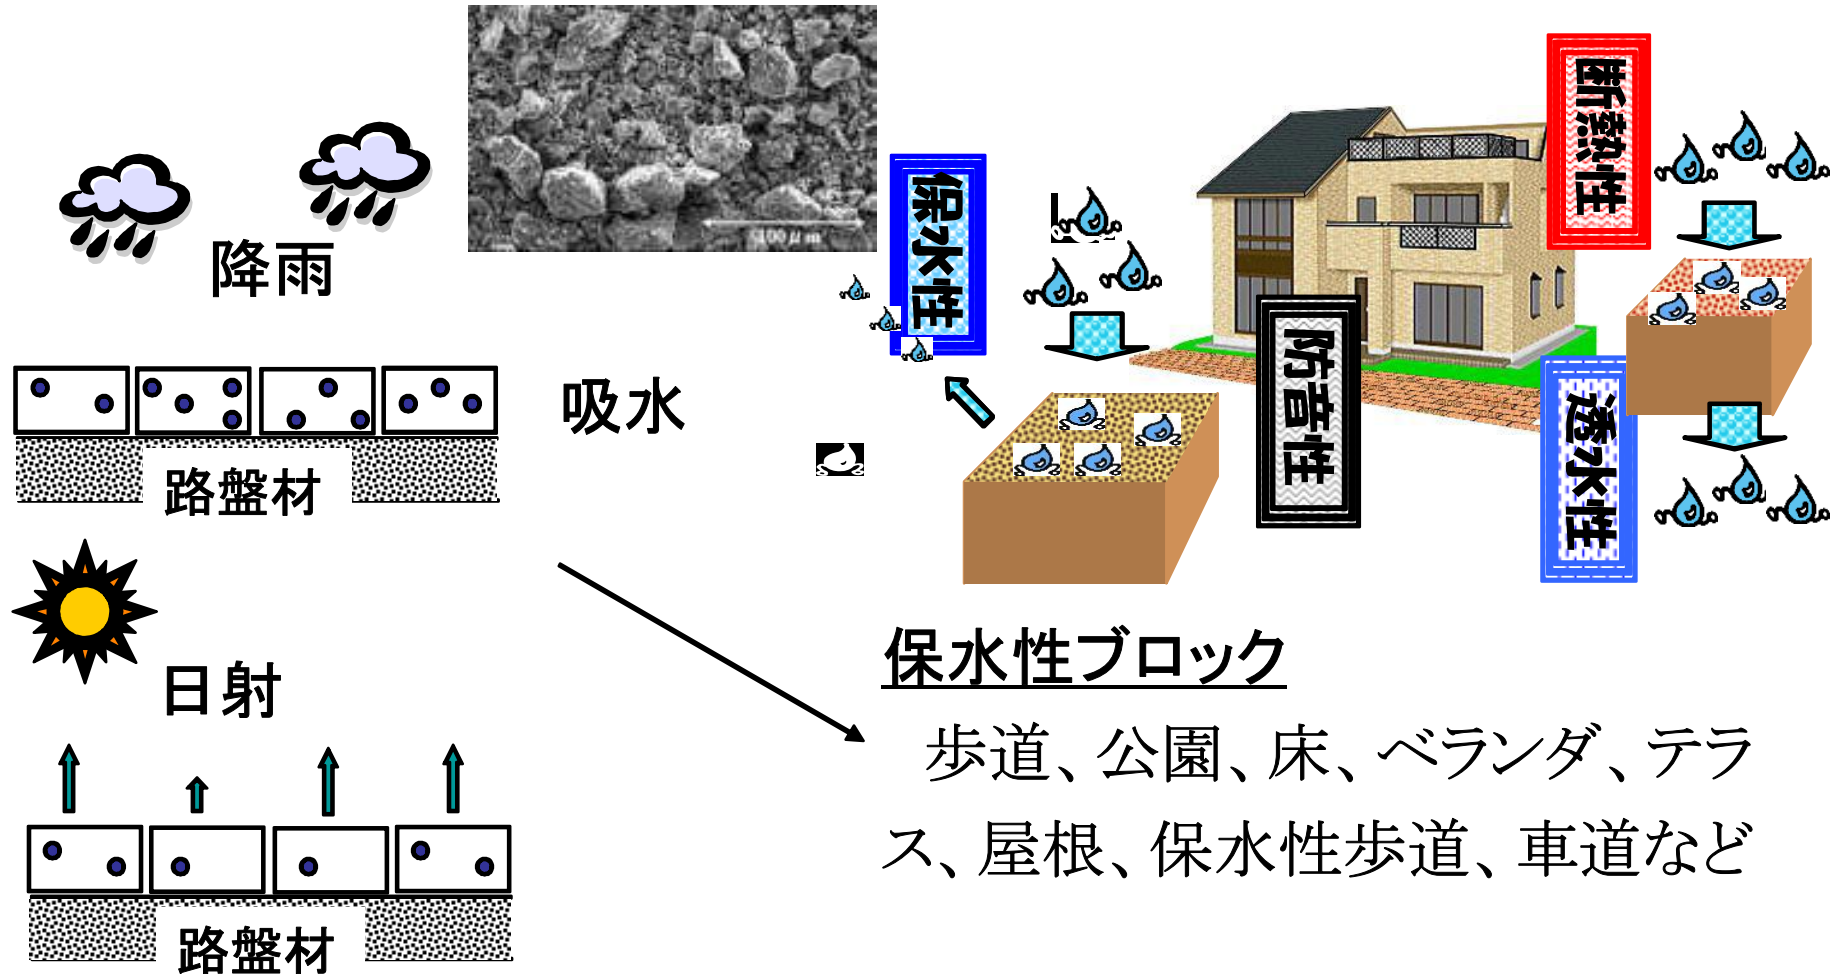 降雨
吸水
路盤材
日射
路盤材
100μm
保水性
防音性
断熱性
透水性
保水性ブロック
歩道、公園、床、ベランダ、テラ
ス、屋根、保水性歩道、車道など